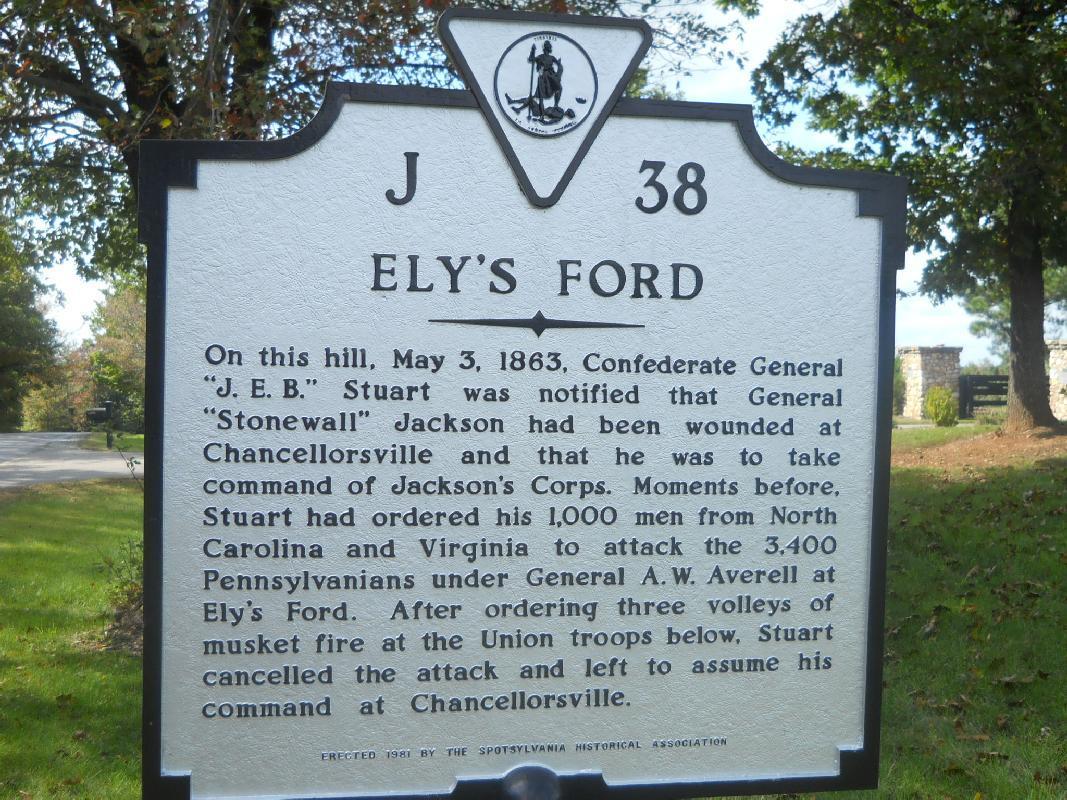 J 38
ELY'S FORD
On this hill, May 3, 1863, Confederate General
"J. E. B." Stuart was notified that General
"Stonewall" Jackson had been wounded at
Chancellorsville and that he was to take
command of Jackson's Corps. Moments before,
Stuart had ordered his 1,000 men from North
Carolina and Virginia to attack the 3,400
Pennsylvanians under General A. W. Averell at
Ely's Ford. After ordering three volleys of
musket fire at the Union troops below, Stuart
cancelled the attack and left to assume his
command at Chancellorsville.
ERECTED 1981 BY THE SPOTSYLVANIA HISTORICAL ASSOCIATION